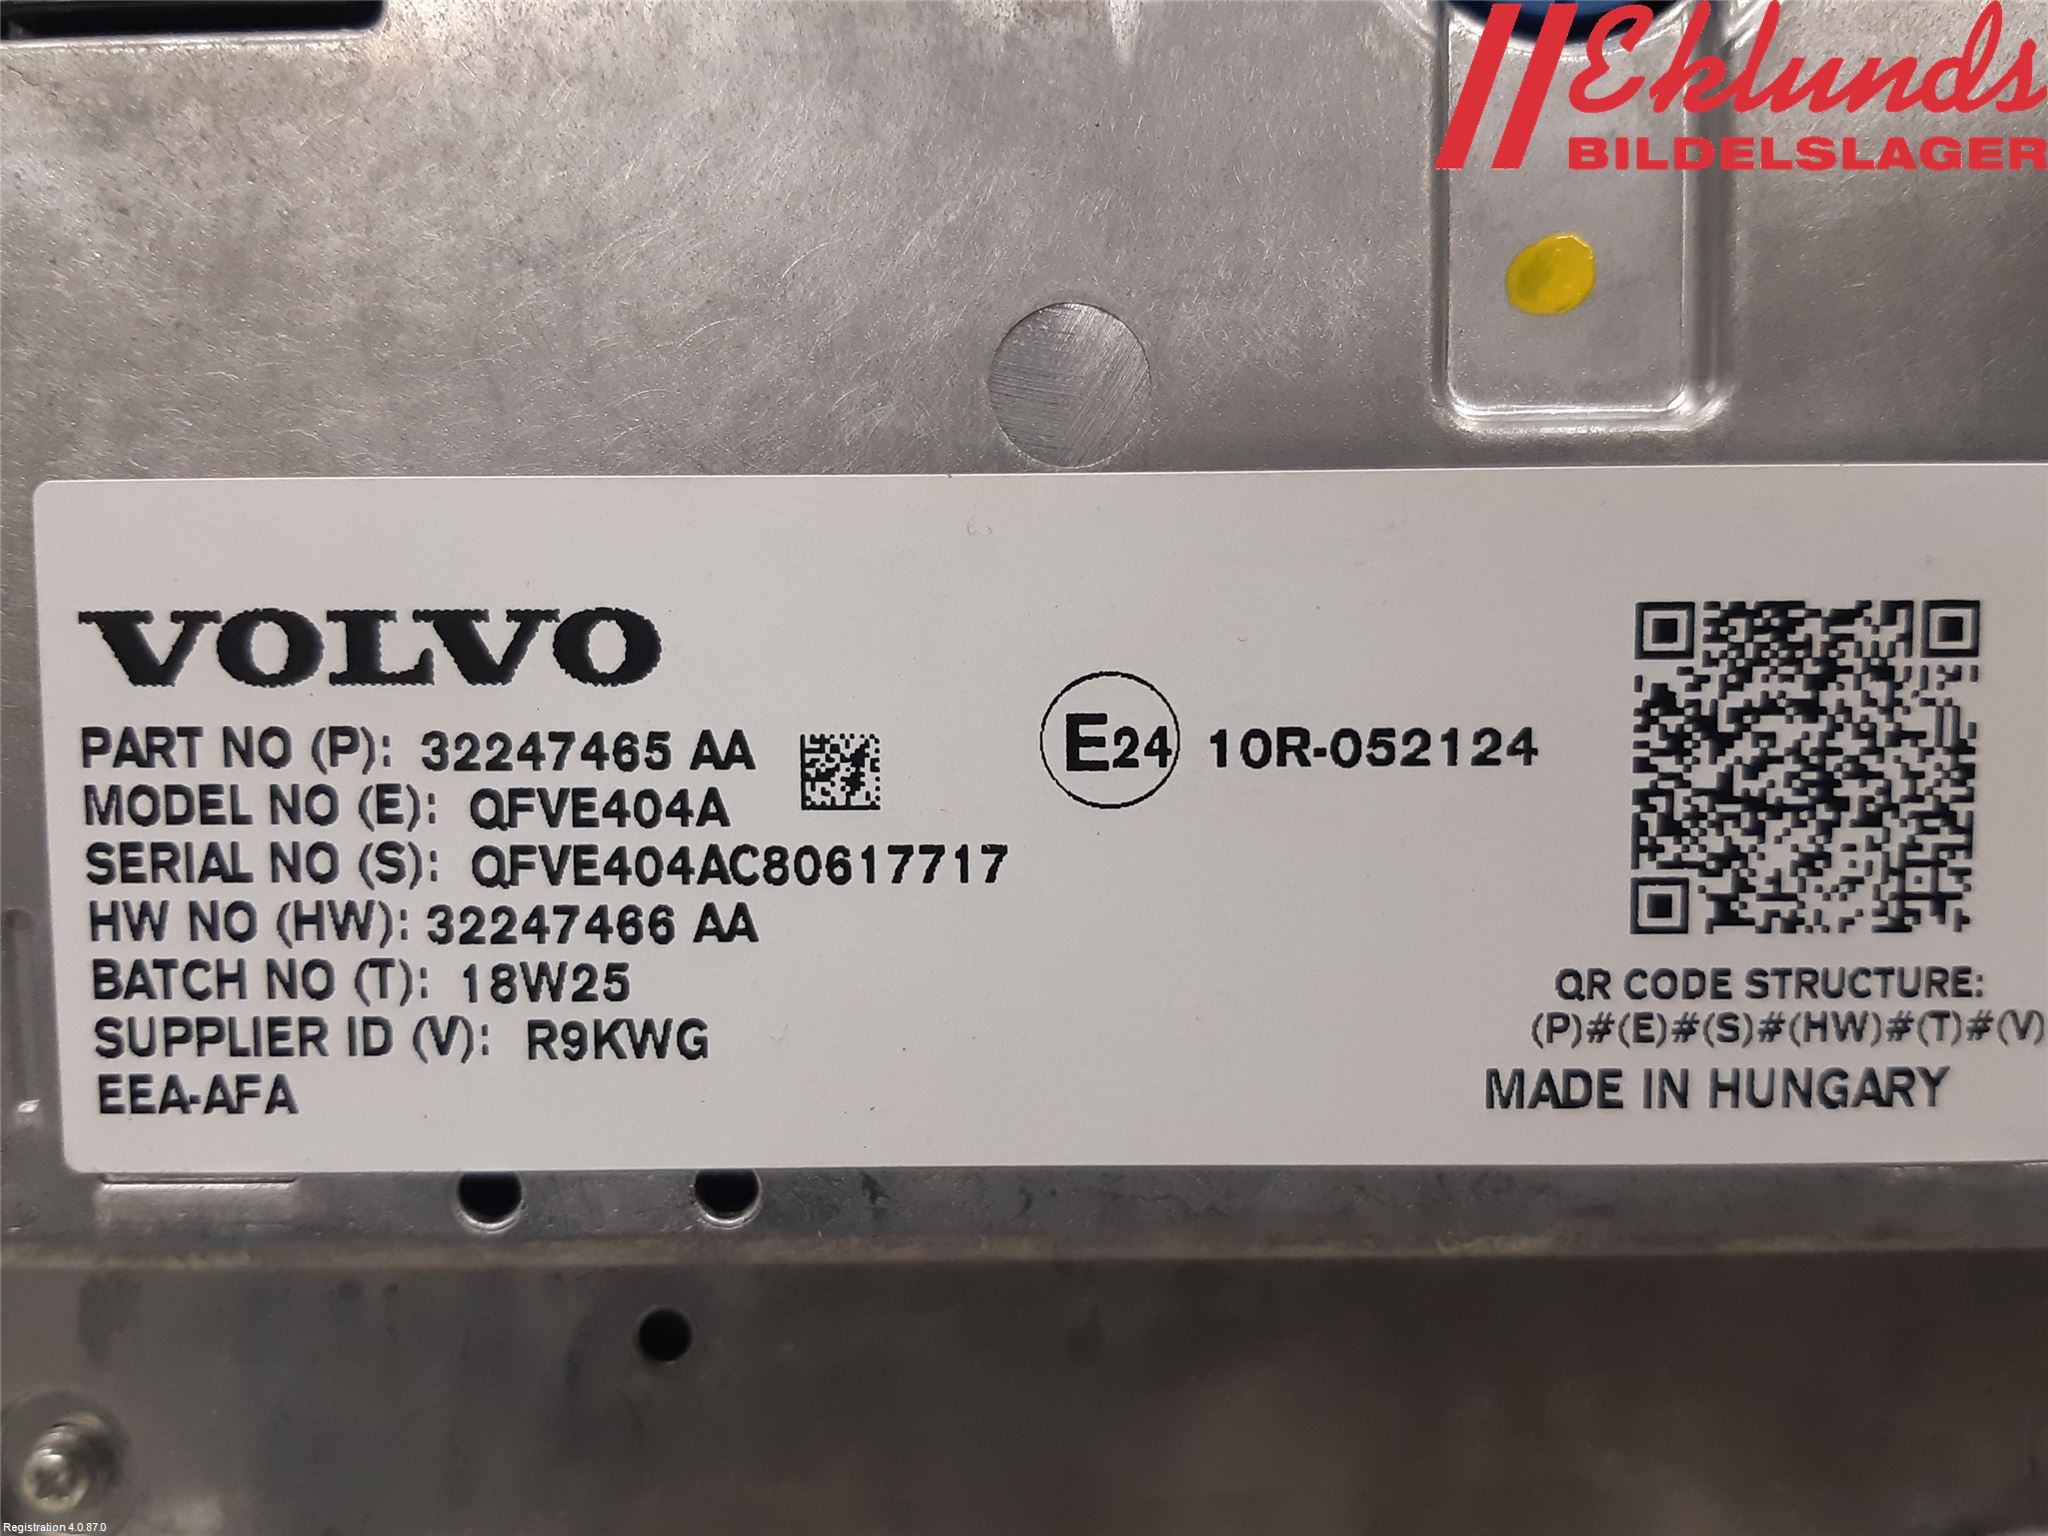 Eklunds
BILDELSLAGER
VOLVO
PART NO (P): 32247465 AA
MODEL NO (E): QFVE404A
SERIAL NO (S): QFVE404AC80617717
HW NO (HW): 32247466 AA
BATCH NO (T): 18W25
SUPPLIER ID (V): R9KWG
EEA-AFA
E24 10R-052124
QR CODE STRUCTURE:
(P)#(E)#(S)#(HW)#(T)#(V)
MADE IN HUNGARY
Registration 4.0.87.0